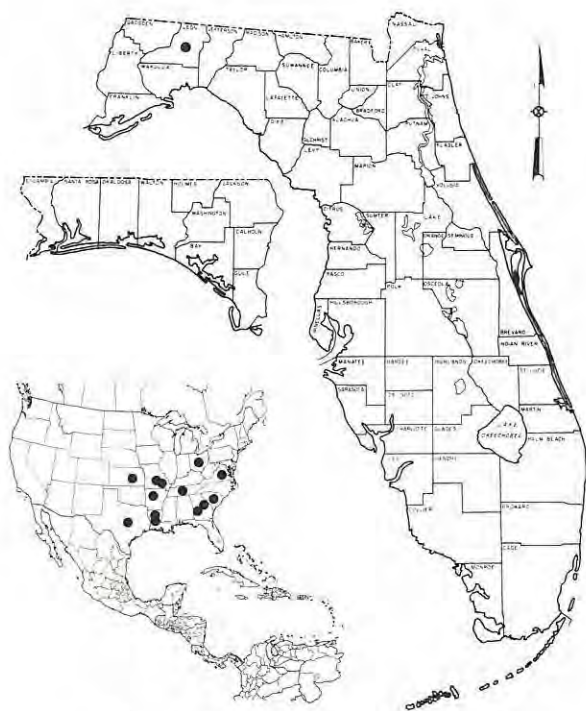 GADSDEN
LEON
JEFFERSON
MADISON
HAMILTON
NASSAU
LIBERTY
WAKULLA
TAYLOR
SUWANNEE
COLUMBIA
BAKER
FRANKLIN
LAFAYETTE
UNION
BRADFORD
CLAY
ST. JOHNS
DIXIE
GILCHRIST
ALACHUA
PUTNAM
FLAGLER
LEVY
MARION
VOLUSIA
ESCAMBIA
SANTA ROSA
OKALOOSA
WALTON
HOLMES
JACKSON
WASHINGTON
BAY
CALHOUN
GULF
CITRUS
SUMTER
LAKE
HERNANDO
ORANGE
SEMINOLE
PASCO
POLK
OSCEOLA
PINELLAS
HILLSBOROUGH
BREVARD
INDIAN RIVER
MANATEE
HARDEE
HIGHLANDS
OKEECHOBEE
ST. LUCIE
SARASOTA
DE SOTO
MARTIN
CHARLOTTE
GLADES
LAKE
OKEECHOBEE
PALM BEACH
LEE
HENDRY
COLLIER
BROWARD
DADE
MONROE